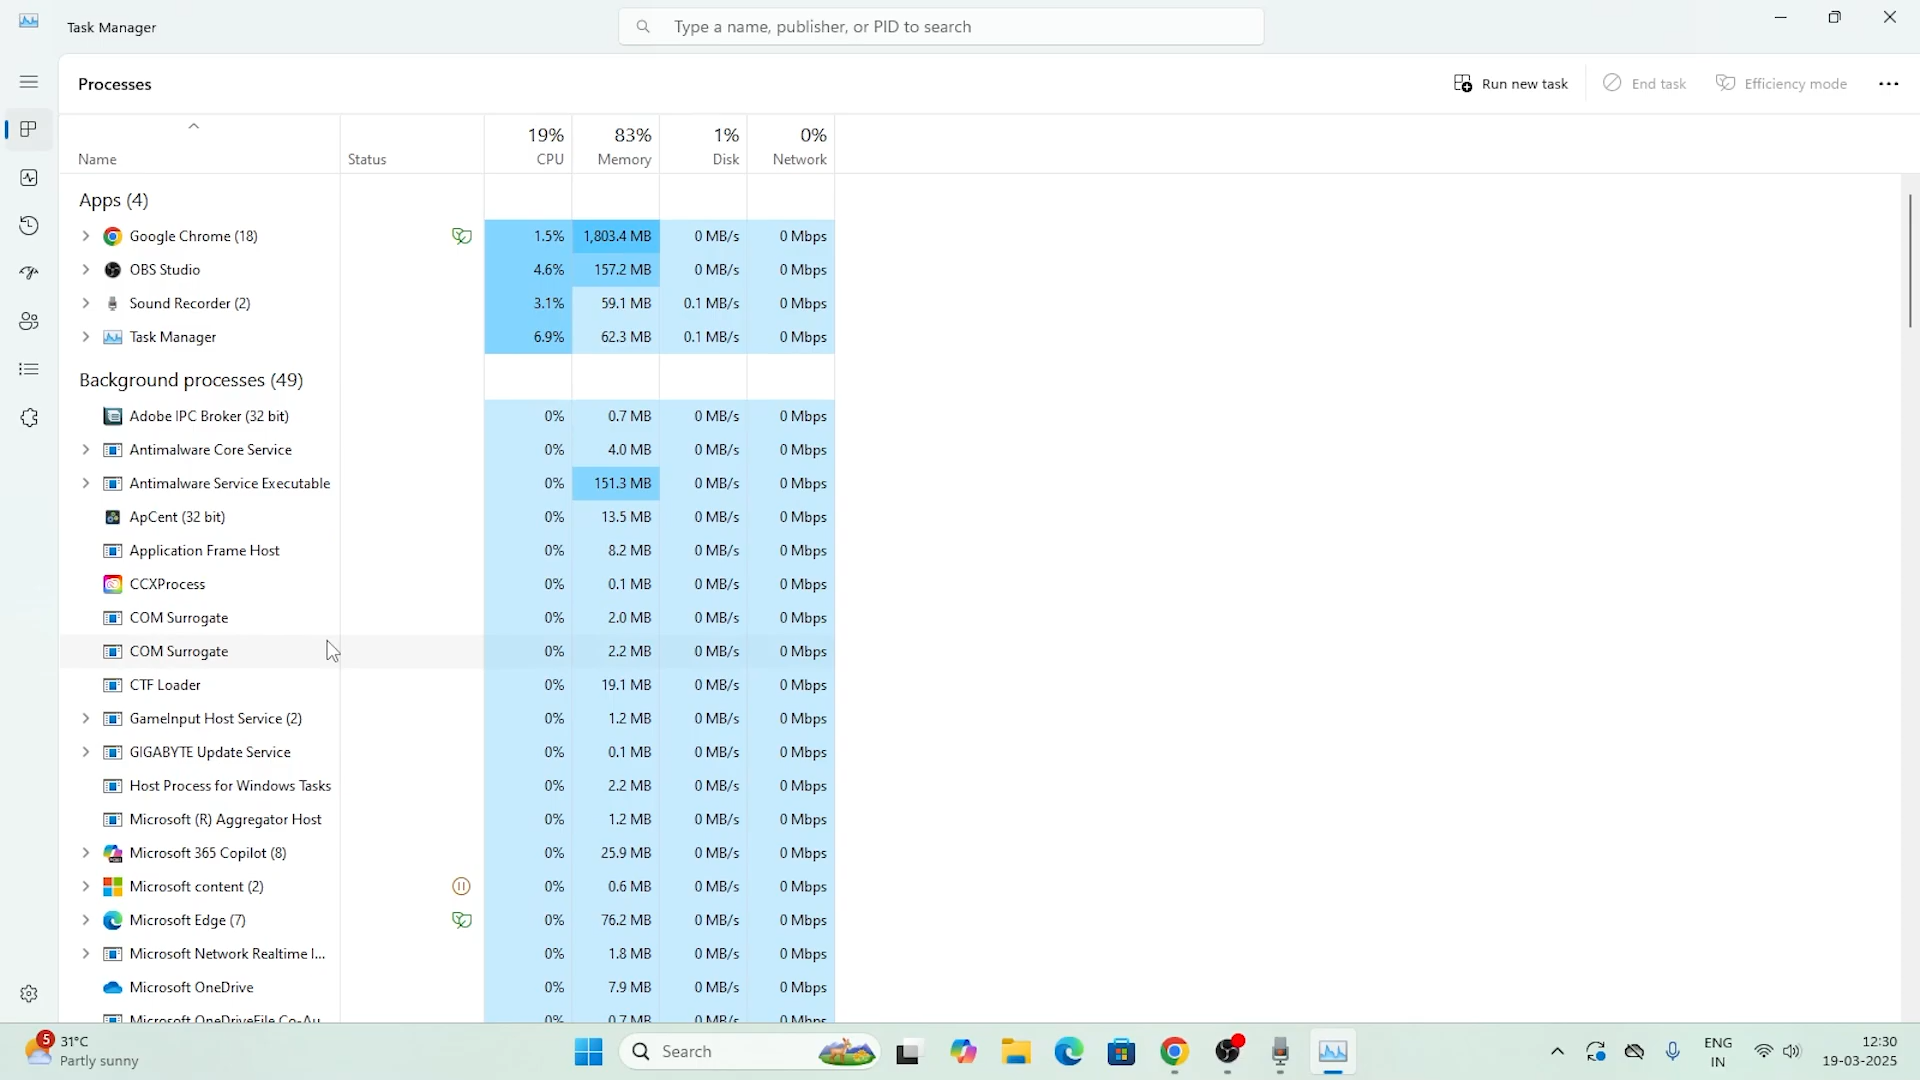 Task Manager
Type a name, publisher, or PID to search
Processes
Run new task
End task
Efficiency mode
19% 83% 1% 0%
Name Status CPU Memory Disk Network
Apps (4)
Google Chrome (18) 1.5% 1,803.4 MB 0 MB/s 0 Mbps
OBS Studio 4.6% 157.2 MB 0 MB/s 0 Mbps
Sound Recorder (2) 3.1% 59.1 MB 0.1 MB/s 0 Mbps
Task Manager 6.9% 62.3 MB 0.1 MB/s 0 Mbps
Background processes (49)
Adobe IPC Broker (32 bit) 0% 0.7 MB 0 MB/s 0 Mbps
Antimalware Core Service 0% 4.0 MB 0 MB/s 0 Mbps
Antimalware Service Executable 0% 151.3 MB 0 MB/s 0 Mbps
ApCent (32 bit) 0% 13.5 MB 0 MB/s 0 Mbps
Application Frame Host 0% 8.2 MB 0 MB/s 0 Mbps
CCXProcess 0% 0.1 MB 0 MB/s 0 Mbps
COM Surrogate 0% 2.0 MB 0 MB/s 0 Mbps
COM Surrogate 0% 2.2 MB 0 MB/s 0 Mbps
CTF Loader 0% 19.1 MB 0 MB/s 0 Mbps
GameInput Host Service (2) 0% 1.2 MB 0 MB/s 0 Mbps
GIGABYTE Update Service 0% 0.1 MB 0 MB/s 0 Mbps
Host Process for Windows Tasks 0% 2.2 MB 0 MB/s 0 Mbps
Microsoft (R) Aggregator Host 0% 1.2 MB 0 MB/s 0 Mbps
Microsoft 365 Copilot (8) 0% 25.9 MB 0 MB/s 0 Mbps
Microsoft content (2) 0% 0.6 MB 0 MB/s 0 Mbps
Microsoft Edge (7) 0% 76.2 MB 0 MB/s 0 Mbps
Microsoft Network Realtime I... 0% 1.8 MB 0 MB/s 0 Mbps
Microsoft OneDrive 0% 7.9 MB 0 MB/s 0 Mbps
Microsoft OneDriveFile Co-Au... 0% 0.7 MB 0 MB/s 0 Mbps
5
31°C
Partly sunny
Search
ENG
IN
12:30
19-03-2025